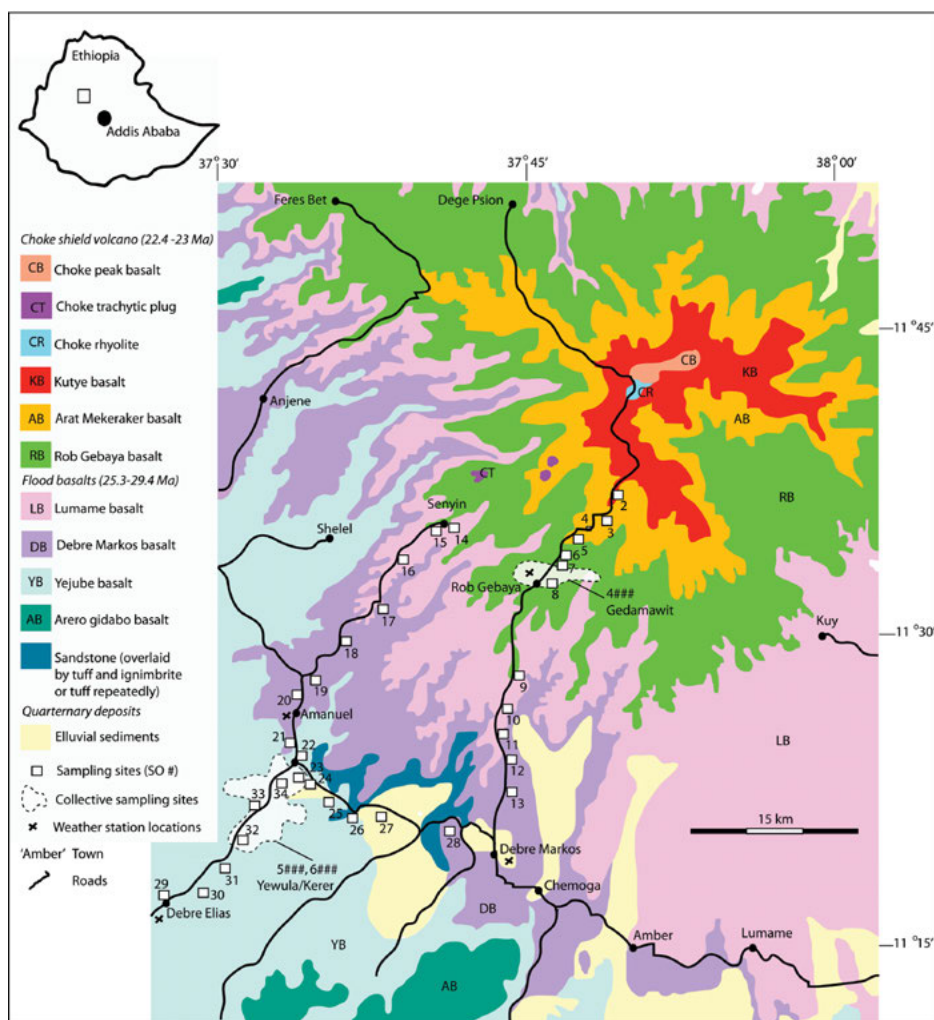 Ethiopia
Addis Ababa
37° 30'
37° 45'
38° 00'
Feres Bet
Dege Psion
Choke shield volcano (22.4 -23 Ma)
CB Choke peak basalt
CT Choke trachytic plug
CR Choke rhyolite
KB Kutye basalt
AB Arat Mekeraker basalt
RB Rob Gebaya basalt
Flood basalts (25.3-29.4 Ma)
LB Lumame basalt
DB Debre Markos basalt
YB Yejube basalt
AB Arero gidabo basalt
Sandstone (overlaid
by tuff and ignimbrite
or tuff repeatedly)
Quaternary deposits
Elluvial sediments
Sampling sites (SO #)
Collective sampling sites
Weather station locations
'Amber' Town
Roads
11 °45'
CB
KB
CR
Anjene
AB
CT
RB
2
Senyin
4
3
15
14
Shelel
5
6
16
7
Rob Gebaya
8
4###
Gedamawit
17
Kuy
11 °30'
18
19
9
20
10
Amanuel
21
11
LB
22
12
23
24
34
13
15 km
33
25
26
27
32
28
Debre Markos
5###, 6###
Yewula/Kerer
31
29
30
Chemoga
Debre Elias
DB
Amber
Lumame
11 °15'
YB
AB